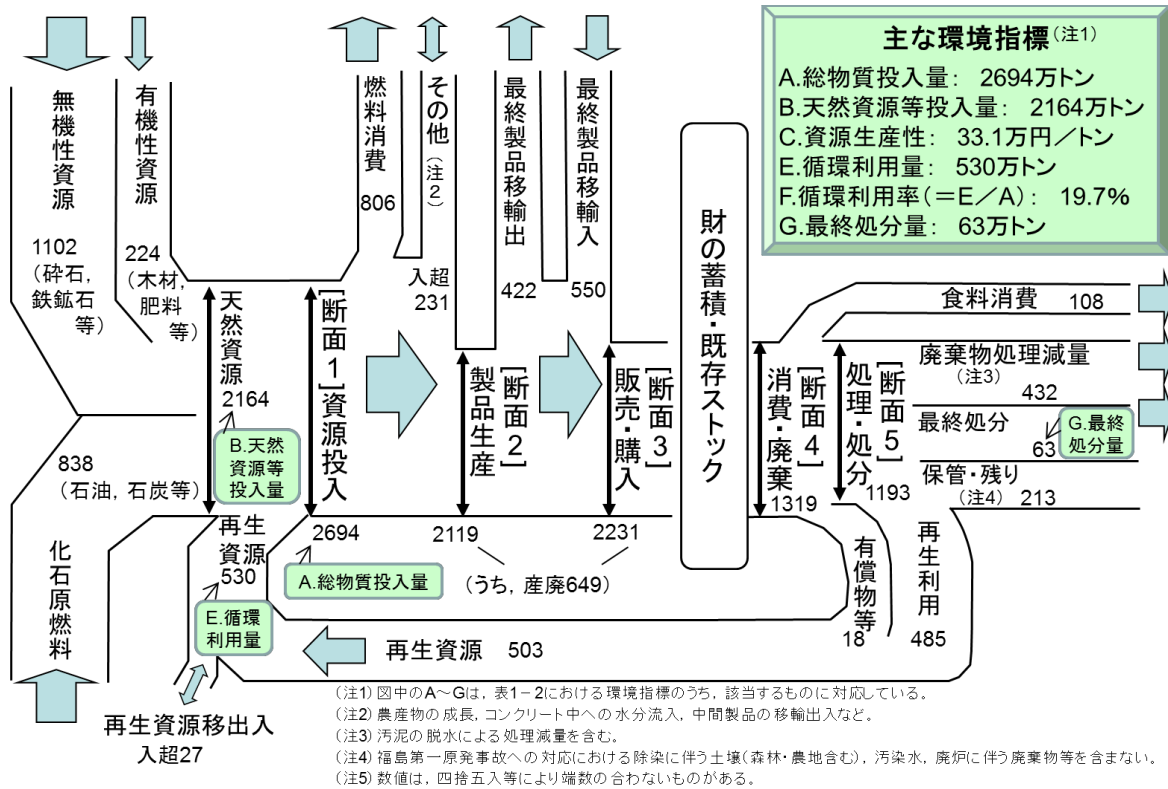 主な環境指標(注1)
A.総物質投入量: 2694万トン
B.天然資源等投入量: 2164万トン
C.資源生産性: 33.1万円／トン
E.循環利用量: 530万トン
F.循環利用率(＝E／A): 19.7%
G.最終処分量: 63万トン
無機性資源
1102
(砕石,
鉄鉱石
等)
有機性資源
224
(木材,
肥料
等)
燃料消費
806
その他(注2)
入超
231
最終製品移輸出
422
最終製品移輸入
550
天然資源
2164
B.天然
資源等
投入量
[断面1]資源投入
[断面2]
製品生産
[断面3]
販売・購入
財の蓄積・既存ストック
[断面4]
消費・廃棄
1319
[断面5]
処理・処分
1193
食料消費 108
廃棄物処理減量
(注3)
432
最終処分
63
G.最終
処分量
保管・残り
(注4) 213
838
(石油, 石炭等)
化石原燃料
再生
資源
530
E.循環
利用量
2694
A.総物質投入量
2119
2231
(うち, 産廃649)
有償物等
18
再生利用
485
再生資源 503
再生資源移出入
入超27
(注1) 図中のA～Gは, 表1－2における環境指標のうち, 該当するものに対応している。
(注2) 農産物の成長, コンクリート中への水分流入, 中間製品の移輸出入など。
(注3) 汚泥の脱水による処理減量を含む。
(注4) 福島第一原発事故への対応における除染に伴う土壌(森林・農地含む), 汚染水, 廃炉に伴う廃棄物等を含まない。
(注5) 数値は, 四捨五入等により端数の合わないものがある。